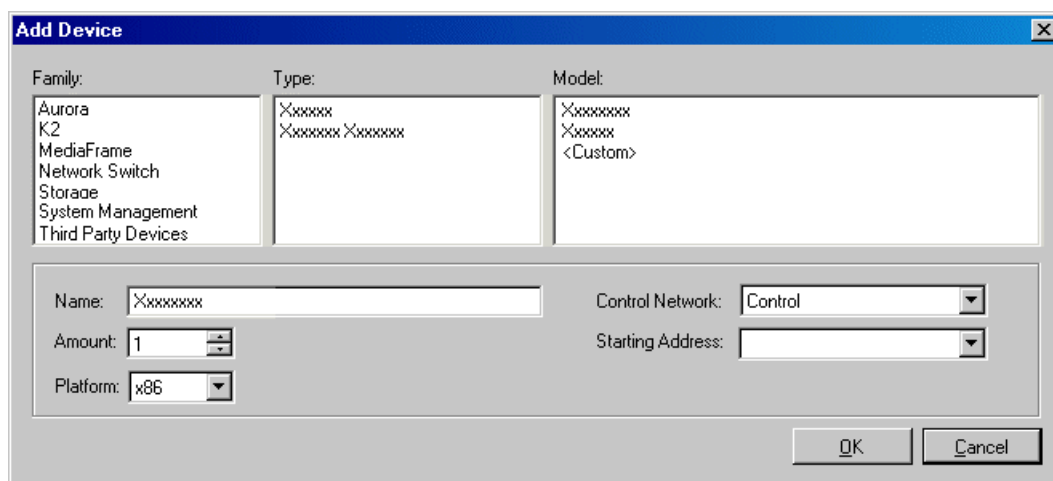 Add Device
Family: Type: Model:
Aurora
K2
MediaFrame
Network Switch
Storage
System Management
Third Party Devices
Xxxxxx
Xxxxxxx Xxxxxxx
Xxxxxxxx
Xxxxxx
<Custom>
Name: Xxxxxxxx
Control Network: Control
Amount: 1
Starting Address:
Platform: x86
OK Cancel